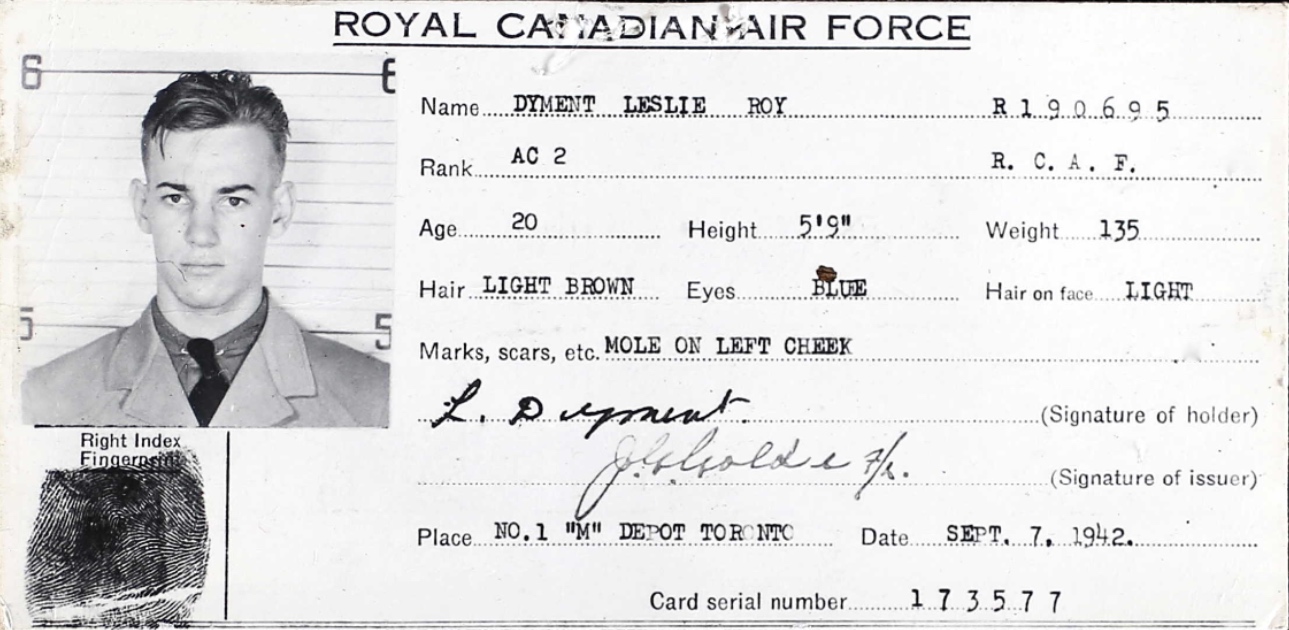 ROYAL CANADIAN AIR FORCE
6 6
Name DYMENT LESLIE ROY R190695
Rank AC 2 R. C. A. F.
Age 20 Height 5'9" Weight 135
Hair LIGHT BROWN Eyes BLUE Hair on face LIGHT
5 5
Marks, scars, etc. MOLE ON LEFT CHEEK
L. Dyment. (Signature of holder)
(Signature of issuer)
Right Index
Fingerprint
Place NO.1 "M" DEPOT TORONTO Date SEPT. 7, 1942.
Card serial number 173577